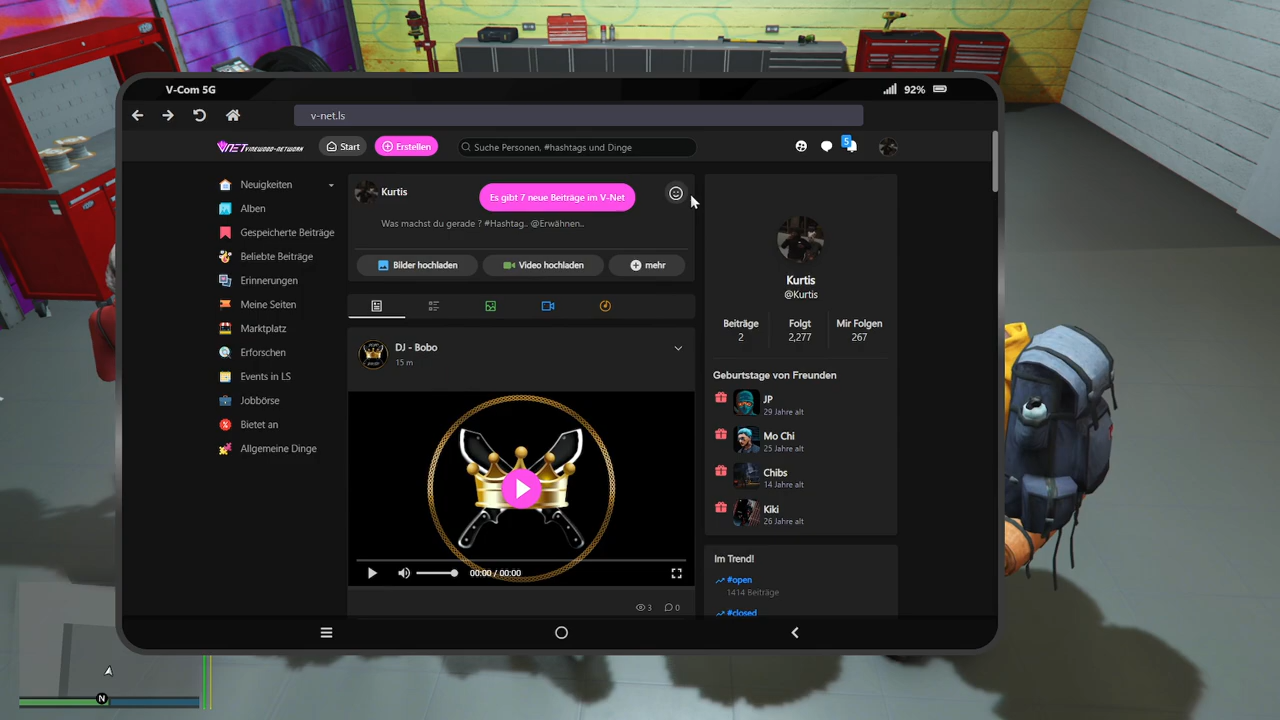 V-Com 5G
92%
v-net.ls
VNET VINEWOOD-NETWORK
Start
Erstellen
Suche Personen, #hashtags und Dinge
5
Neuigkeiten
Alben
Gespeicherte Beiträge
Beliebte Beiträge
Erinnerungen
Meine Seiten
Marktplatz
Erforschen
Events in LS
Jobbörse
Bietet an
Allgemeine Dinge
Kurtis
Es gibt 7 neue Beiträge im V-Net
Was machst du gerade ? #Hashtag.. @Erwähnen..
Bilder hochladen
Video hochladen
mehr
DJ - Bobo
15 m
00:00 / 00:00
3
0
Kurtis
@Kurtis
Beiträge
2
Folgt
2,277
Mir Folgen
267
Geburtstage von Freunden
JP
29 Jahre alt
Mo Chi
25 Jahre alt
Chibs
14 Jahre alt
Kiki
26 Jahre alt
Im Trend!
#open
1414 Beiträge
#closed
N